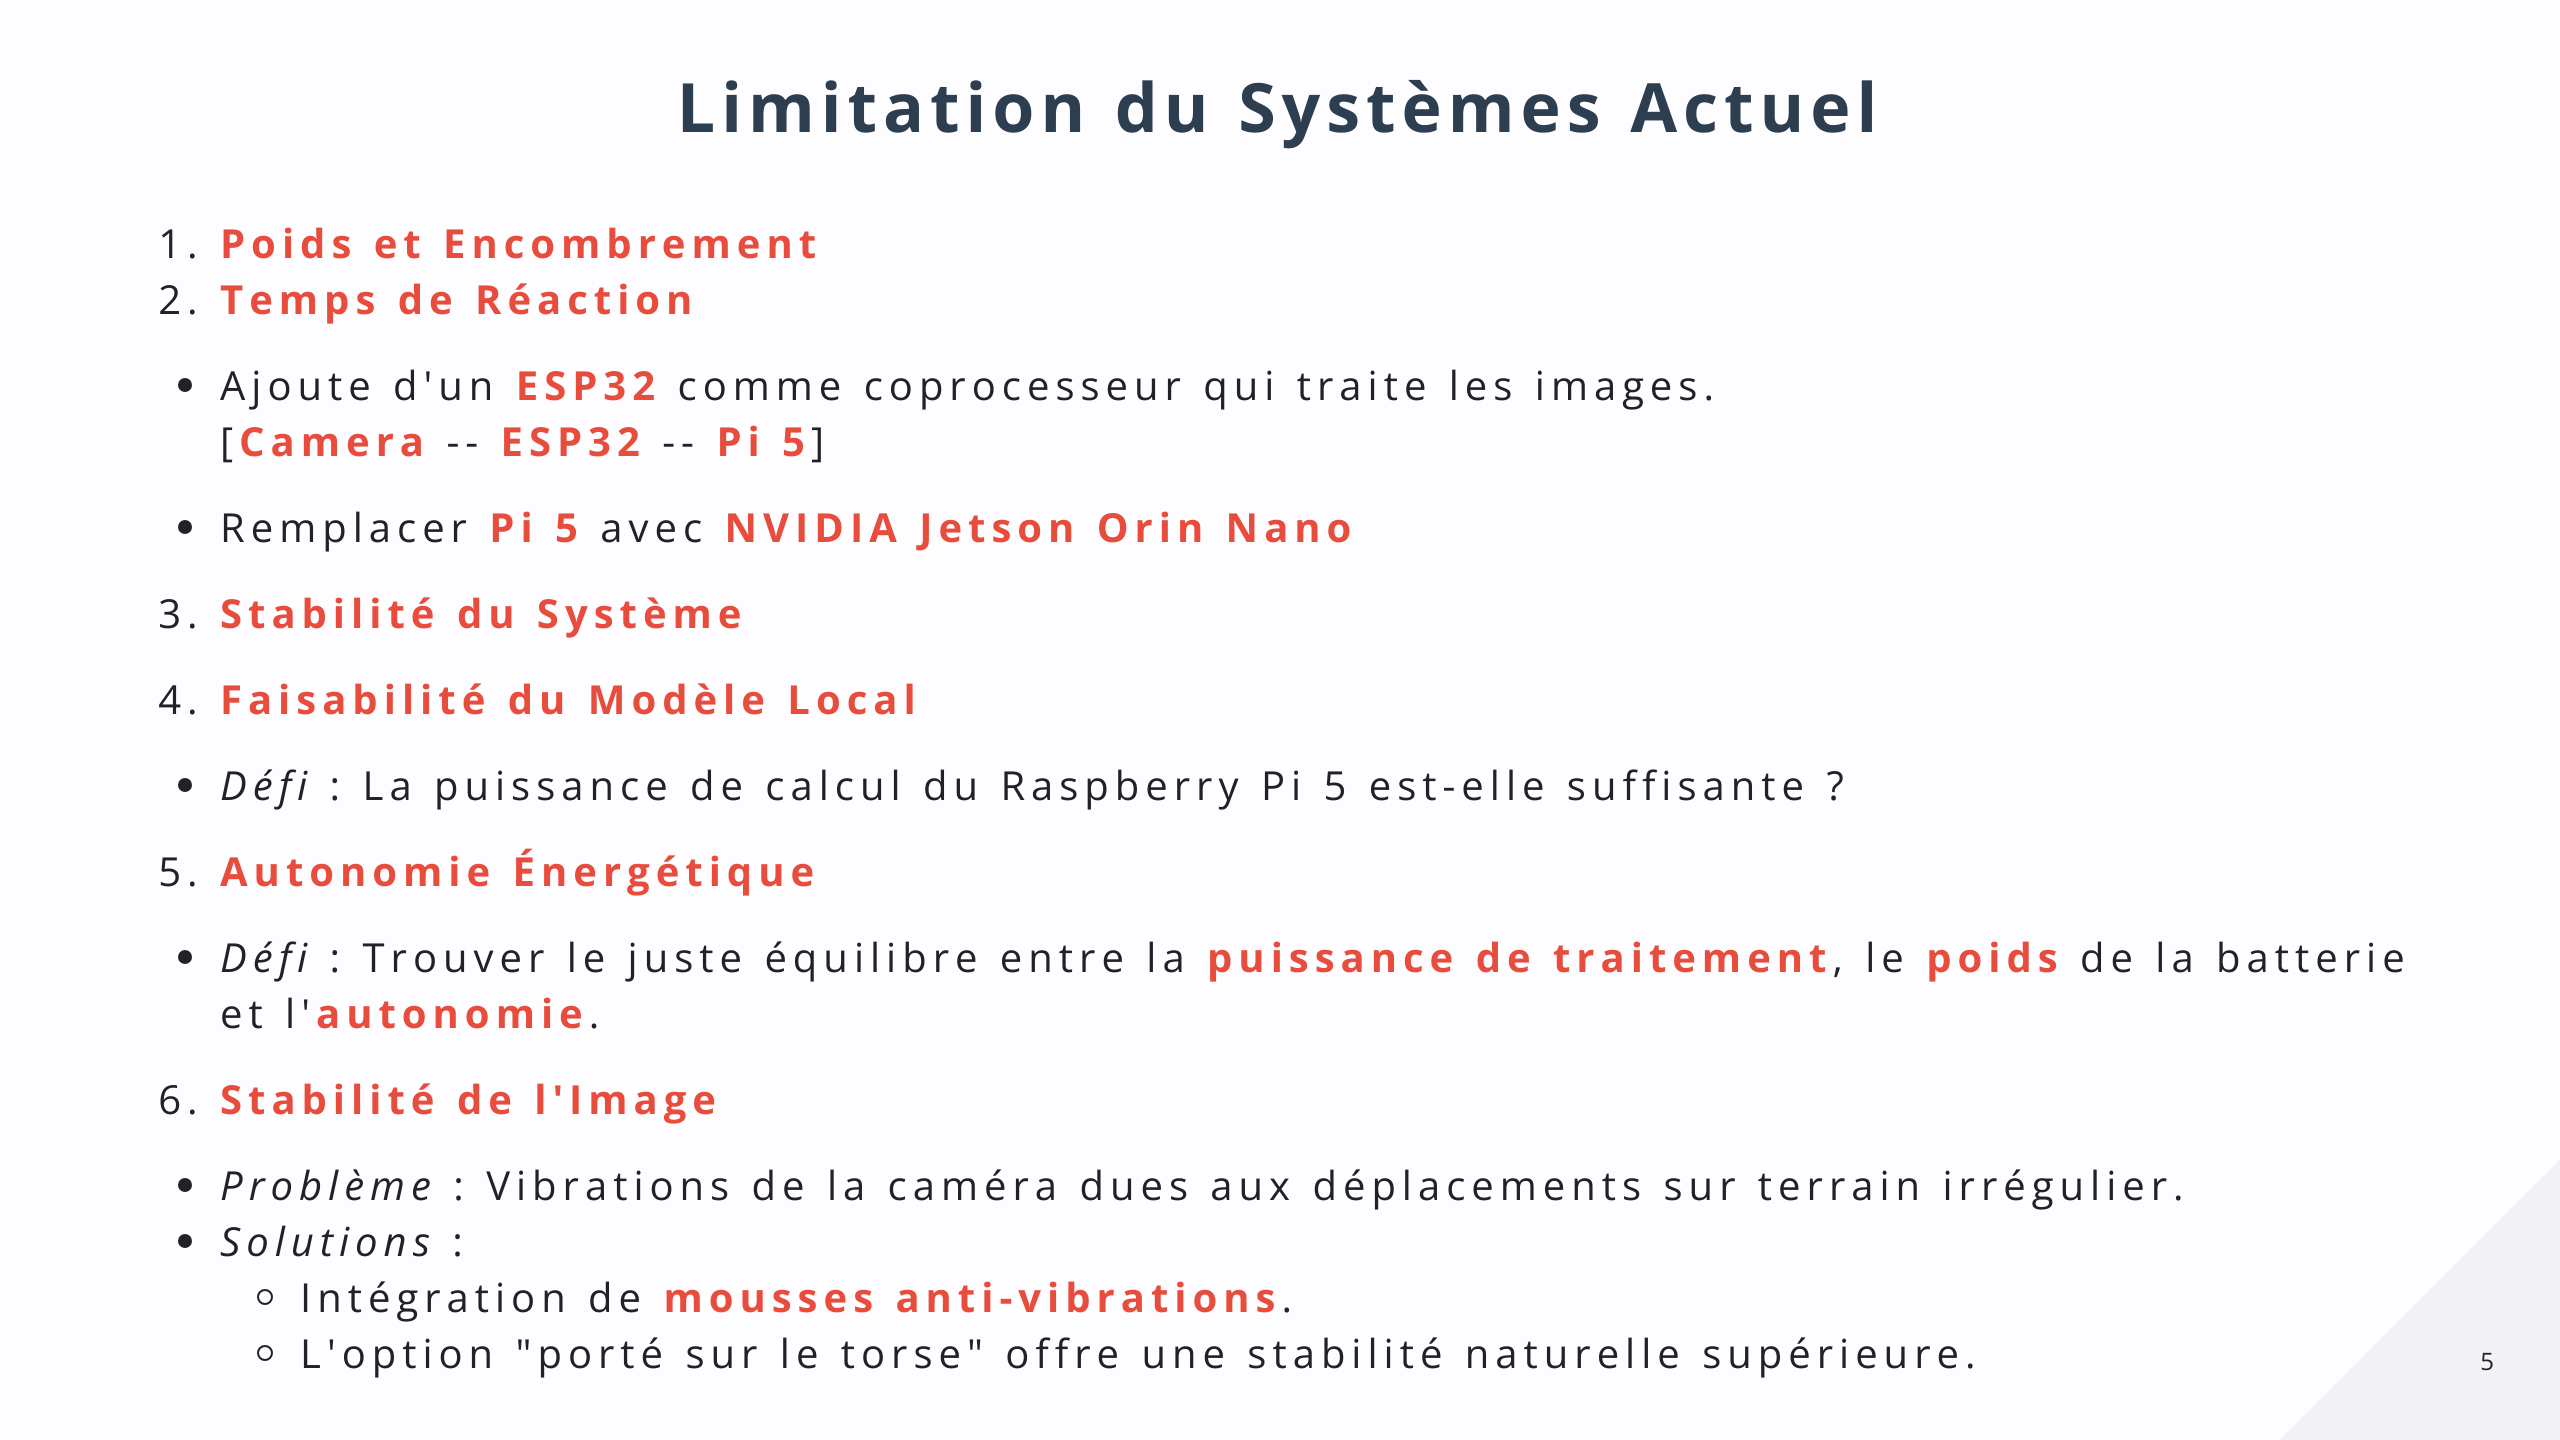 Limitation du Systèmes Actuel
1. Poids et Encombrement
2. Temps de Réaction
• Ajoute d'un ESP32 comme coprocesseur qui traite les images.
[Camera -- ESP32 -- Pi 5]
• Remplacer Pi 5 avec NVIDIA Jetson Orin Nano
3. Stabilité du Système
4. Faisabilité du Modèle Local
• Défi : La puissance de calcul du Raspberry Pi 5 est-elle suffisante ?
5. Autonomie Énergétique
• Défi : Trouver le juste équilibre entre la puissance de traitement, le poids de la batterie
et l'autonomie.
6. Stabilité de l'Image
• Problème : Vibrations de la caméra dues aux déplacements sur terrain irrégulier.
• Solutions :
○ Intégration de mousses anti-vibrations.
○ L'option "porté sur le torse" offre une stabilité naturelle supérieure.
5